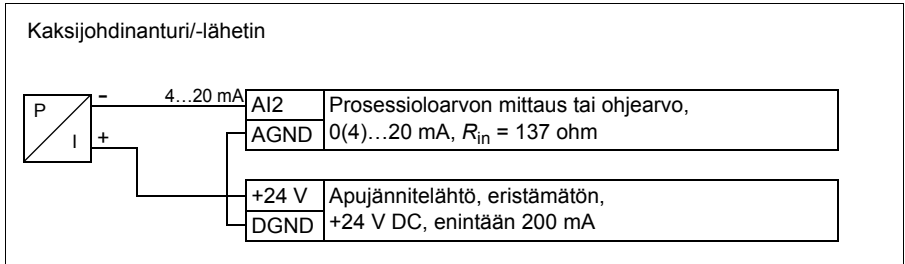 Kaksijohdinanturi/-lähetin
P
I
-
+
4…20 mA
AI2
AGND
Prosessioloarvon mittaus tai ohjearvo,
0(4)…20 mA, Rin = 137 ohm
+24 V
DGND
Apujännitelähtö, eristämätön,
+24 V DC, enintään 200 mA